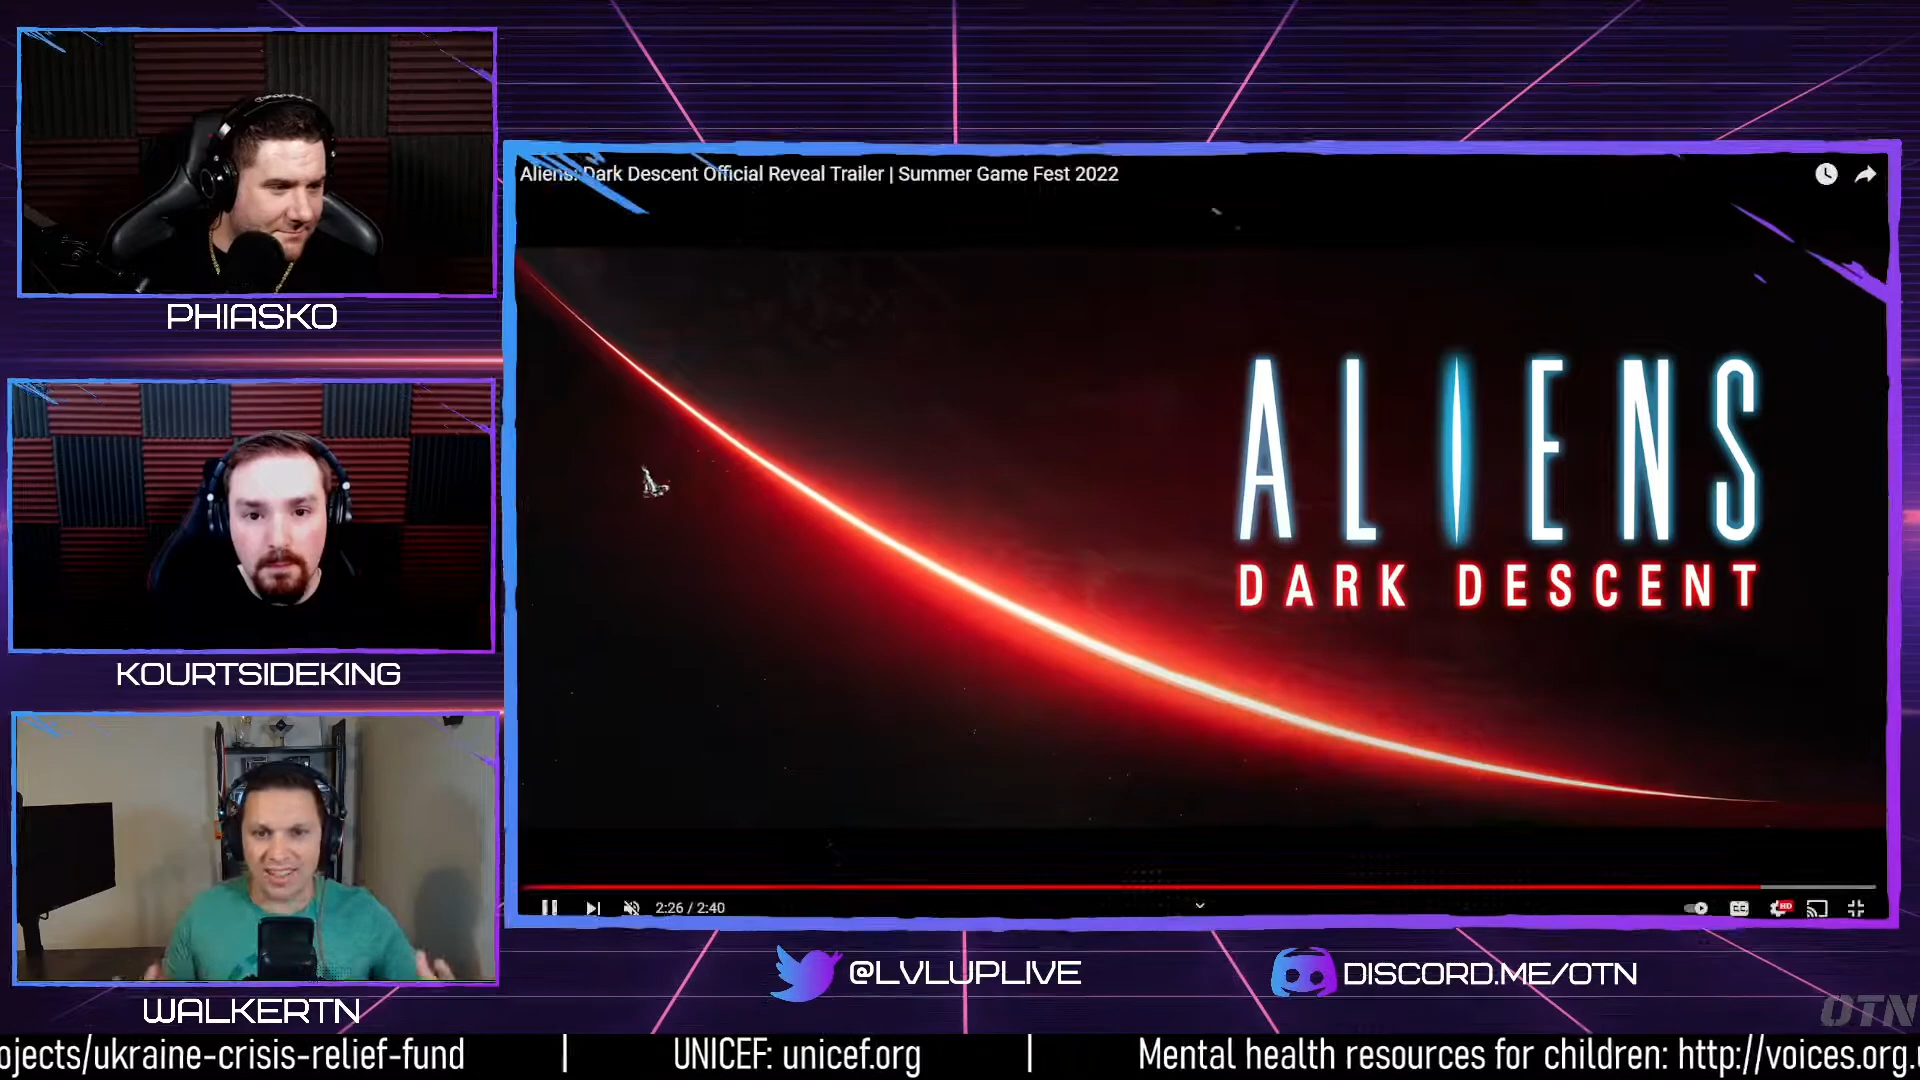 PHIASKO
KOURTSIDEKING
WALKERTN
Aliens: Dark Descent Official Reveal Trailer | Summer Game Fest 2022
ALIENS
DARK DESCENT
2:26 / 2:40
CC
HD
@LVLUPLIVE
DISCORD.ME/OTN
OTN
ojects/ukraine-crisis-relief-fund | UNICEF: unicef.org | Mental health resources for children: http://voices.org.